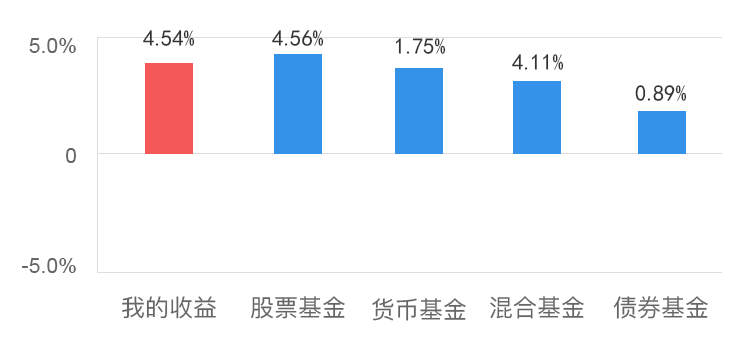 5.0%
0
-5.0%
4.54%
4.56%
1.75%
4.11%
0.89%
我的收益
股票基金
货币基金
混合基金
债券基金